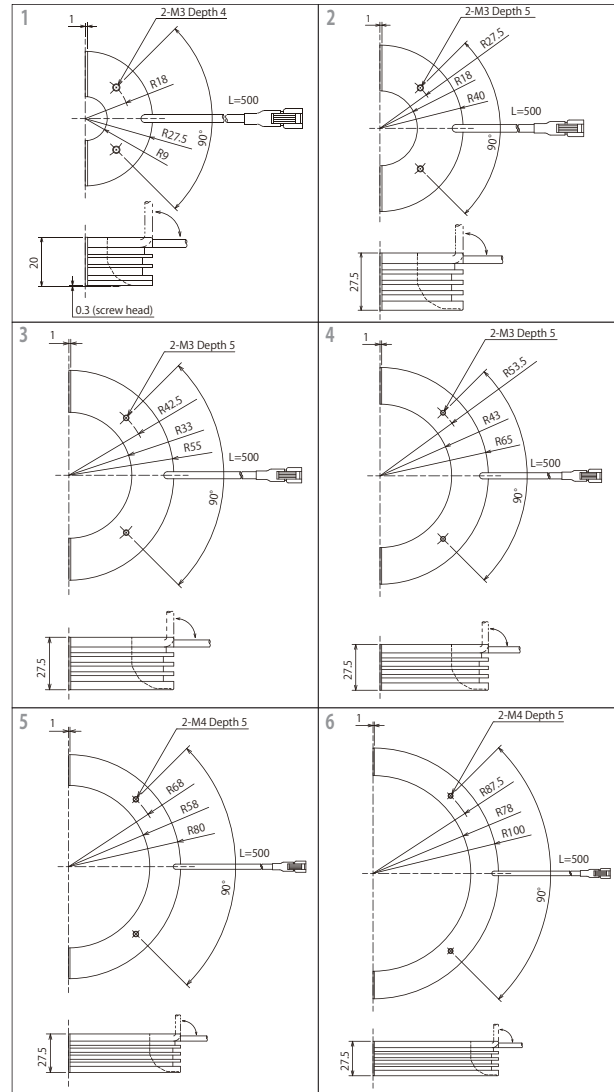 1
1
2-M3 Depth 4
R18
L=500
R27.5
R9
90°
20
0.3 (screw head)
2
1
2-M3 Depth 5
R27.5
R18
R40
L=500
90°
27.5
3
1
2-M3 Depth 5
R42.5
R33
R55
L=500
90°
27.5
4
1
2-M3 Depth 5
R53.5
R43
R65
L=500
90°
27.5
5
1
2-M4 Depth 5
R68
R58
R80
L=500
90°
27.5
6
1
2-M4 Depth 5
R87.5
R78
R100
L=500
90°
27.5